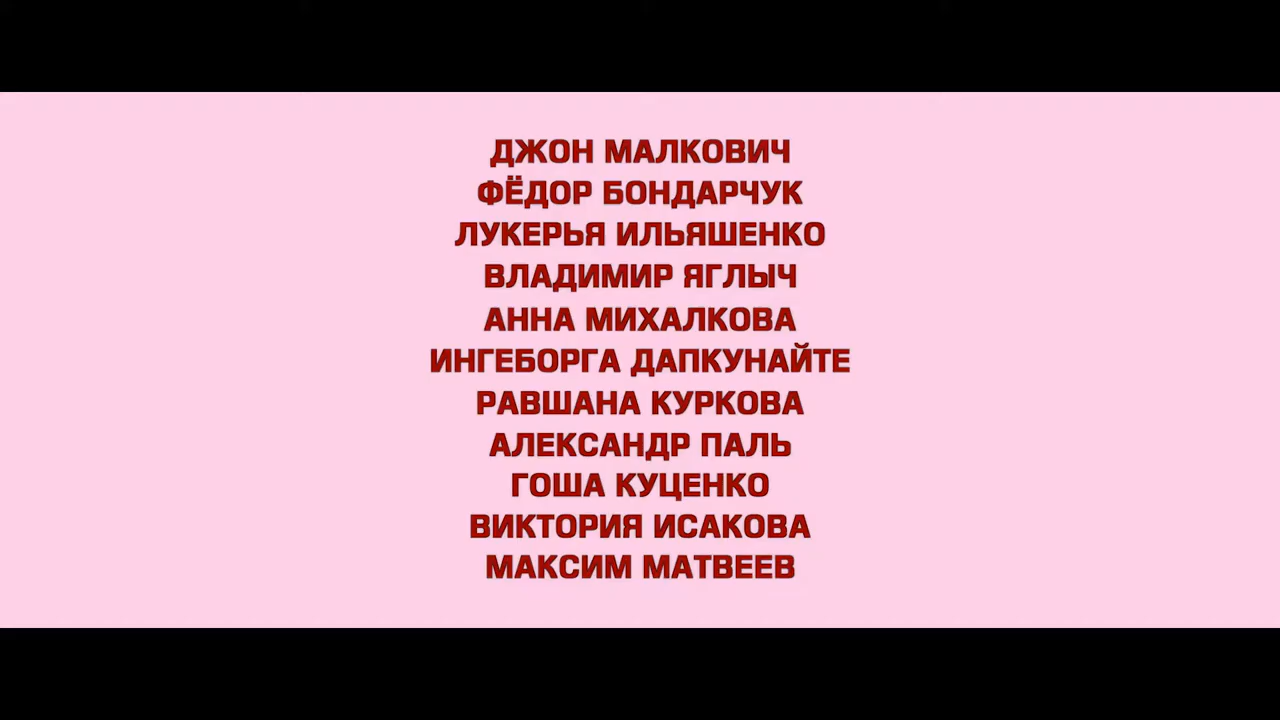 ДЖОН МАЛКОВИЧ
ФЁДОР БОНДАРЧУК
ЛУКЕРЬЯ ИЛЬЯШЕНКО
ВЛАДИМИР ЯГЛЫЧ
АННА МИХАЛКОВА
ИНГЕБОРГА ДАПКУНАЙТЕ
РАВШАНА КУРКОВА
АЛЕКСАНДР ПАЛЬ
ГОША КУЦЕНКО
ВИКТОРИЯ ИСАКОВА
МАКСИМ МАТВЕЕВ